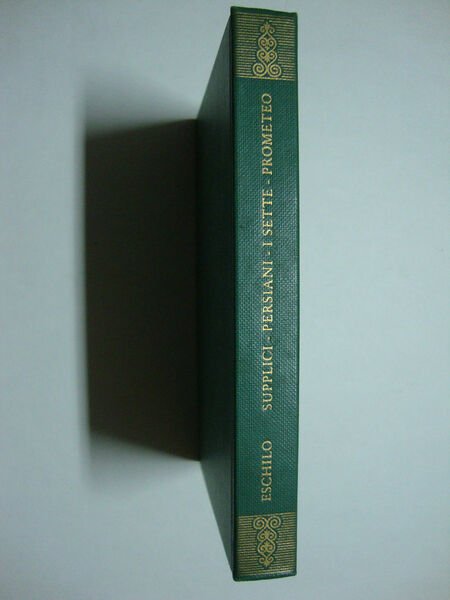 ESCHILO SUPPLICI - PERSIANI - I SETTE - PROMETEO